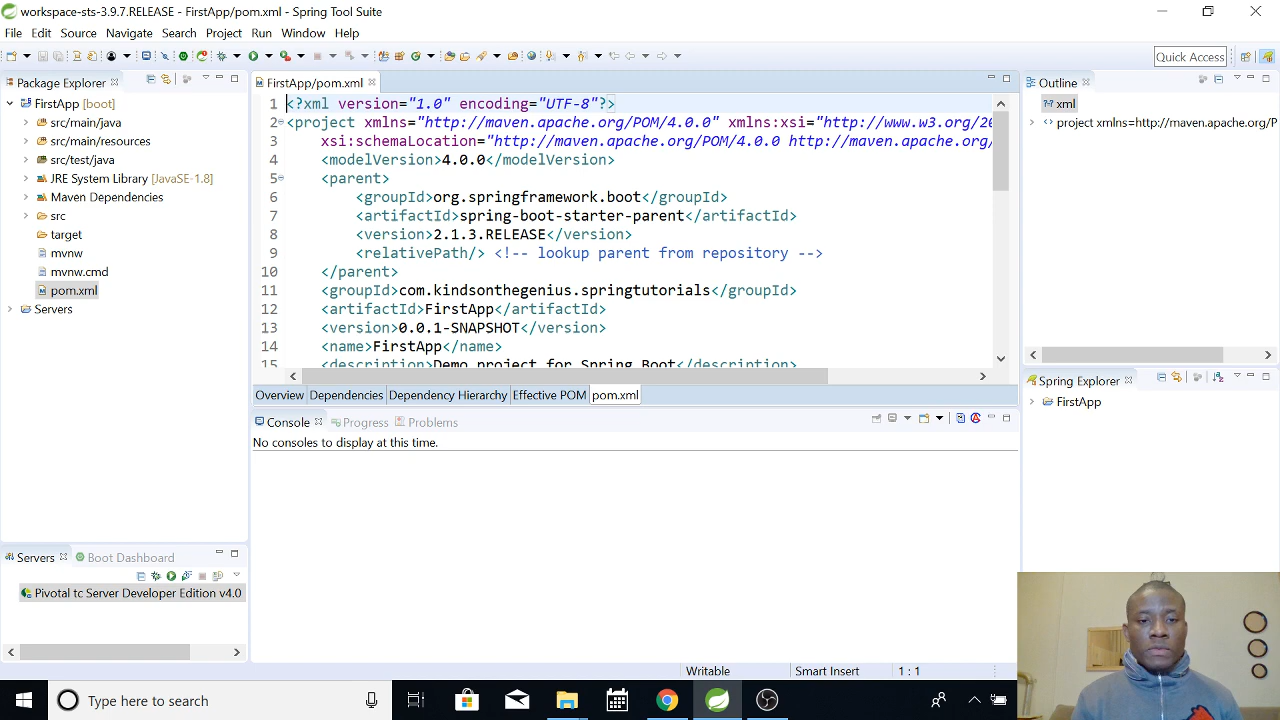 workspace-sts-3.9.7.RELEASE - FirstApp/pom.xml - Spring Tool Suite
File Edit Source Navigate Search Project Run Window Help
Quick Access
Package Explorer
FirstApp [boot]
src/main/java
src/main/resources
src/test/java
JRE System Library [JavaSE-1.8]
Maven Dependencies
src
target
mvnw
mvnw.cmd
pom.xml
Servers
FirstApp/pom.xml
1 <?xml version="1.0" encoding="UTF-8"?>
2 <project xmlns="http://maven.apache.org/POM/4.0.0" xmlns:xsi="http://www.w3.org/20
3 xsi:schemaLocation="http://maven.apache.org/POM/4.0.0 http://maven.apache.org/
4 <modelVersion>4.0.0</modelVersion>
5 <parent>
6 <groupId>org.springframework.boot</groupId>
7 <artifactId>spring-boot-starter-parent</artifactId>
8 <version>2.1.3.RELEASE</version>
9 <relativePath/> <!-- lookup parent from repository -->
10 </parent>
11 <groupId>com.kindsonthegenius.springtutorials</groupId>
12 <artifactId>FirstApp</artifactId>
13 <version>0.0.1-SNAPSHOT</version>
14 <name>FirstApp</name>
15 <description>Demo project for Spring Boot</description>
Overview Dependencies Dependency Hierarchy Effective POM pom.xml
Console Progress Problems
No consoles to display at this time.
Outline
xml
project xmlns=http://maven.apache.org/P
Spring Explorer
FirstApp
Servers Boot Dashboard
Pivotal tc Server Developer Edition v4.0
Writable Smart Insert 1 : 1
Type here to search